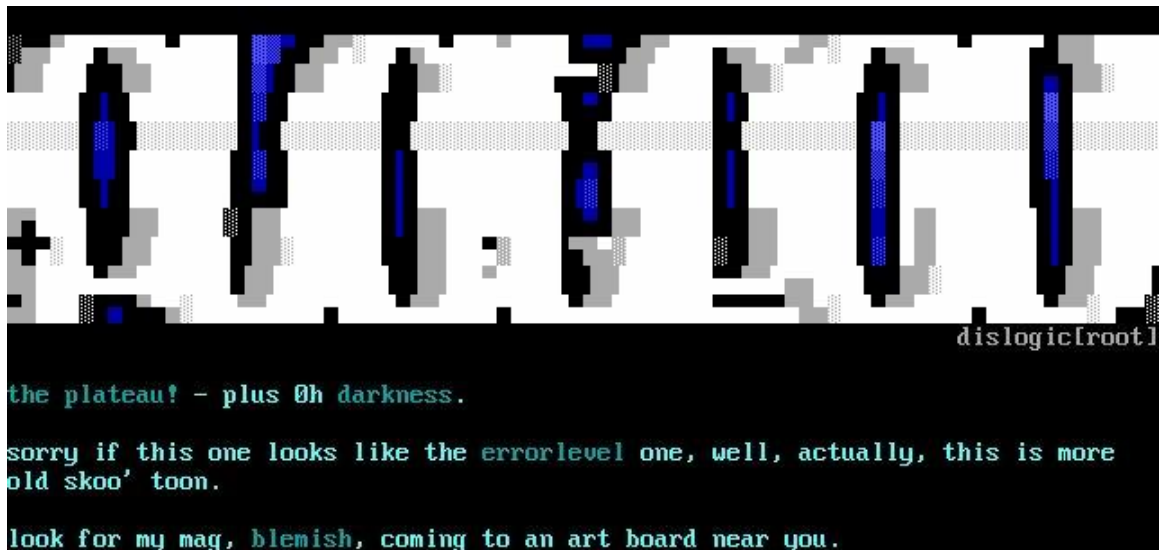 dislogic[root]
the plateau! - plus 0h darkness.
sorry if this one looks like the errorlevel one, well, actually, this is more
old skoo' toon.
look for my mag, blemish, coming to an art board near you.